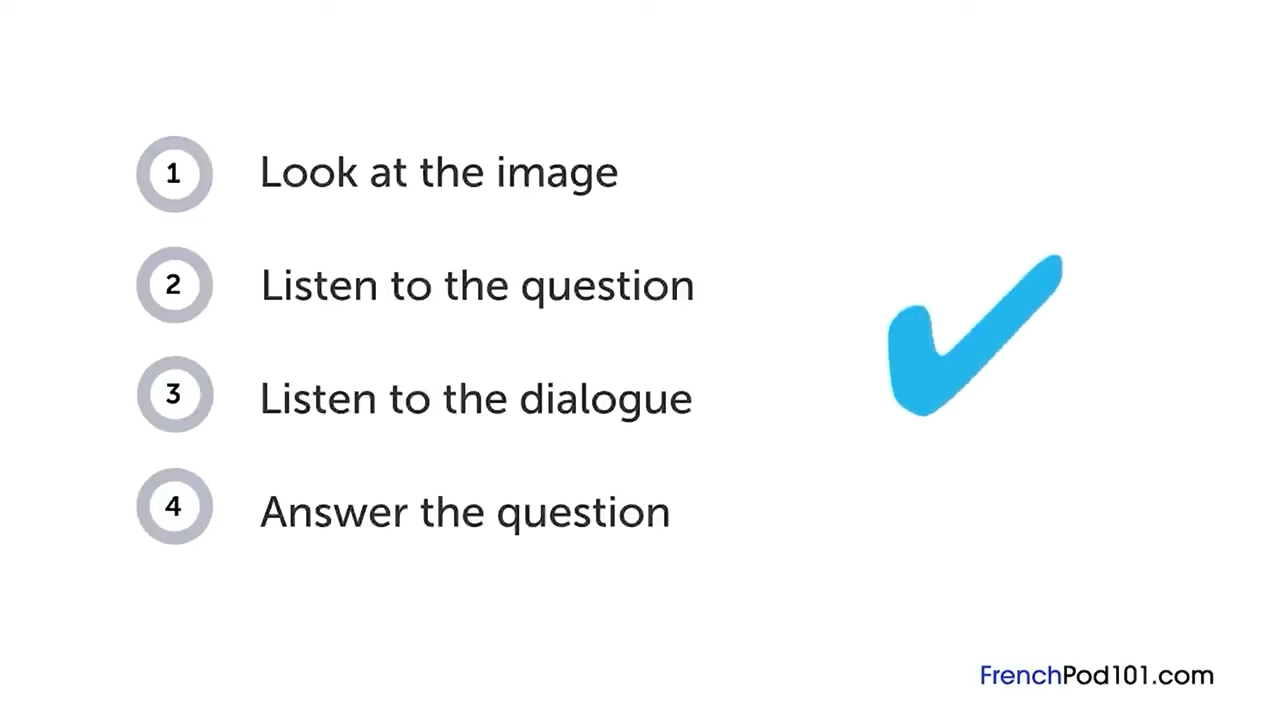 1 Look at the image
2 Listen to the question
3 Listen to the dialogue
4 Answer the question
FrenchPod101.com